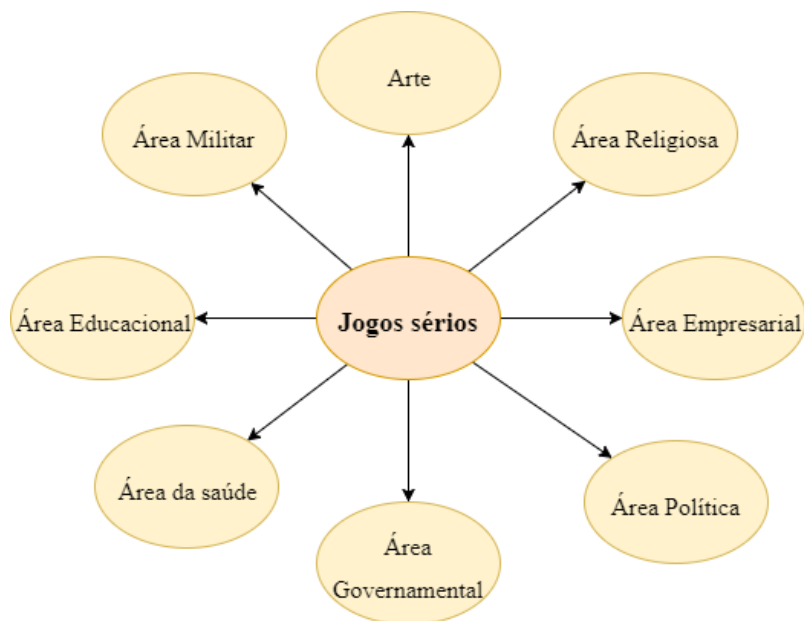 Arte
Área Militar
Área Religiosa
Área Educacional
Jogos sérios
Área Empresarial
Área da saúde
Área Política
Área
Governamental